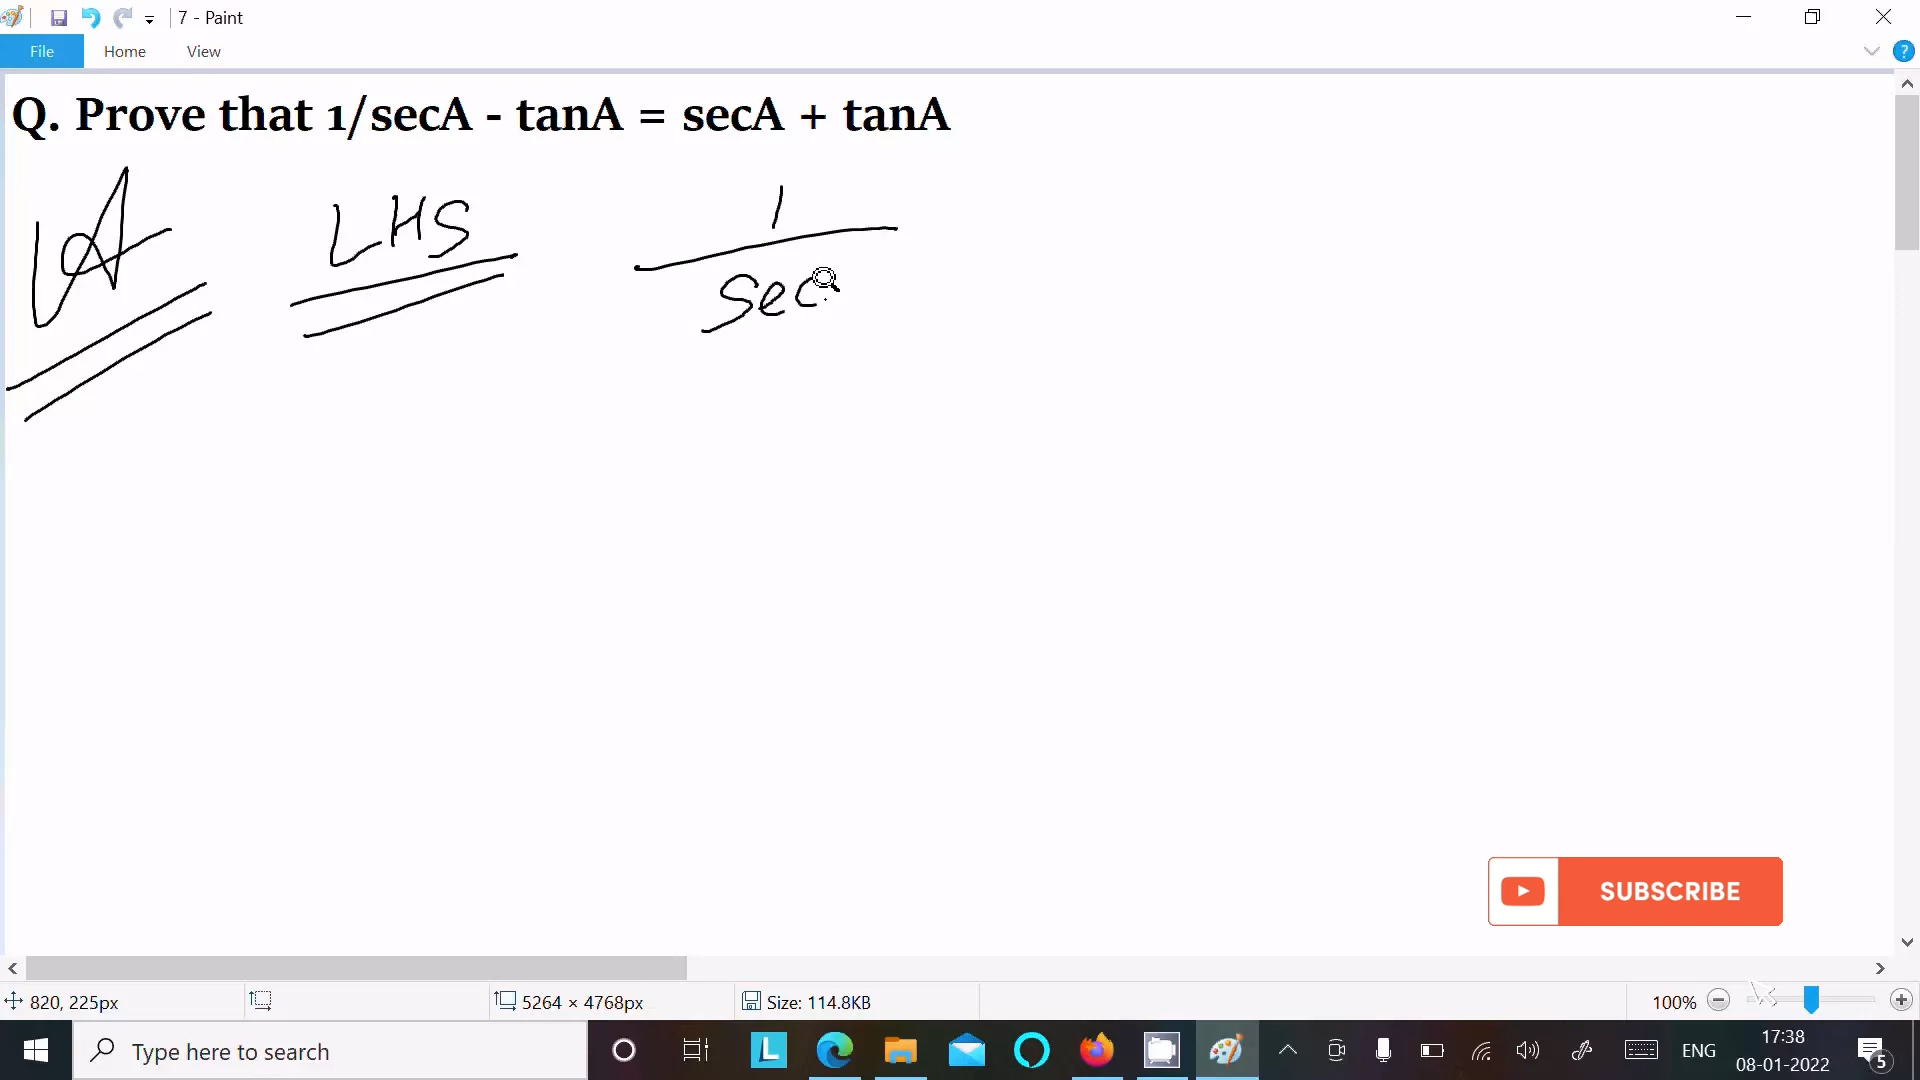 7 - Paint
File Home View
Q. Prove that 1/secA - tanA = secA + tanA
LHS 1
sec
SUBSCRIBE
820, 225px 5264 × 4768px Size: 114.8KB 100%
Type here to search L ENG 17:38
08-01-2022 5